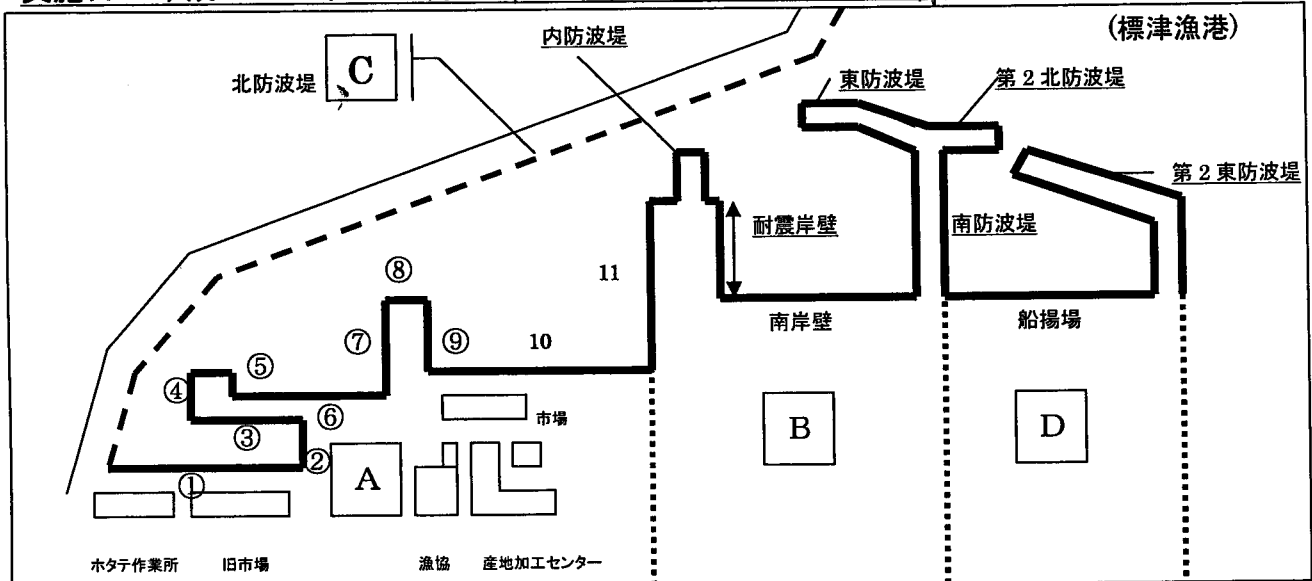 (標津漁港)
内防波堤
北防波堤
C
東防波堤
第2北防波堤
第2東防波堤
耐震岸壁
南防波堤
⑧
11
⑦
⑨
10
南岸壁
船揚場
⑤
④
⑥
市場
③
②
①
A
B
D
ホタテ作業所
旧市場
漁協
産地加工センター